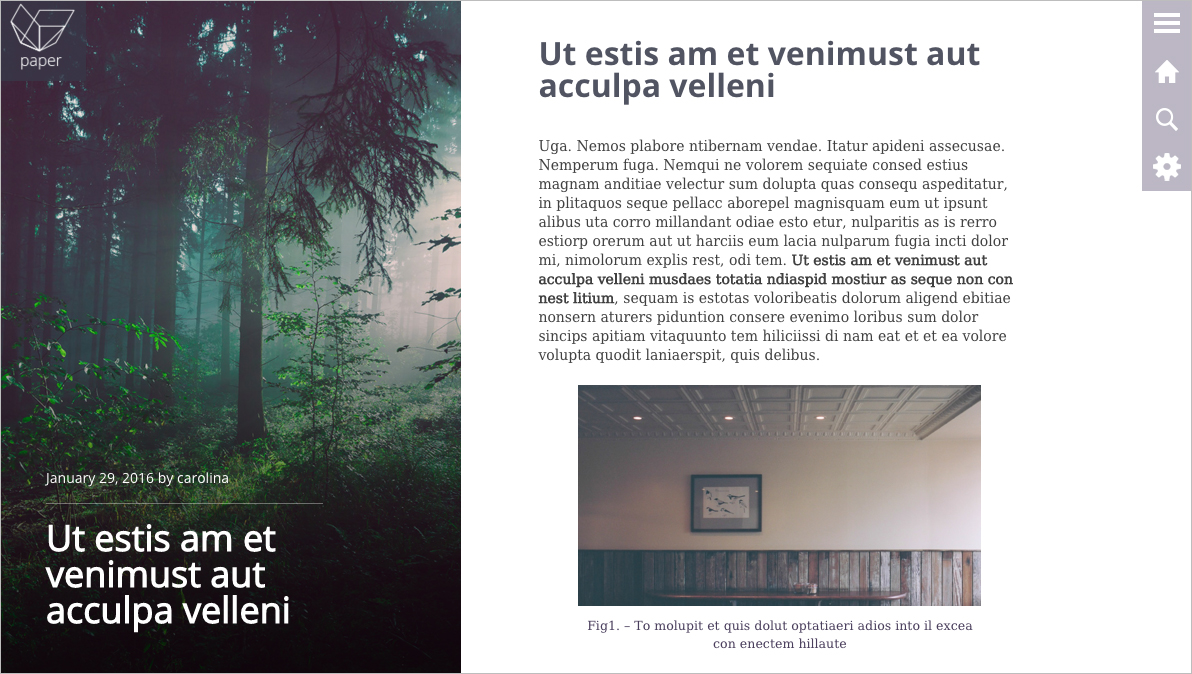 paper
January 29, 2016 by carolina
Ut estis am et
venimust aut
acculpa velleni
Ut estis am et venimust aut
acculpa velleni
Uga. Nemos plabore ntibernam vendae. Itatur apideni assecusae.
Nemperum fuga. Nemqui ne volorem sequiate consed estius
magnam anditiae velectur sum dolupta quas consequ aspeditatur,
in plitaquos seque pellacc aborepel magnisquam eum ut ipsunt
alibus uta corro millandant odiae esto etur, nulparitis as is rerro
estiorp orerum aut ut harciis eum lacia nulparum fugia incti dolor
mi, nimolorum explis rest, odi tem. Ut estis am et venimust aut
acculpa velleni musdaes totatia ndiaspid mostiur as seque non con
nest litium, sequam is estotas voloribeatis dolorum aligend ebitiae
nonsern aturers piduntion consere evenimo loribus sum dolor
sincips apitiam vitaquunto tem hiliciissi di nam eat et et ea volore
volupta quodit laniaerspit, quis delibus.
Fig1. – To molupit et quis dolut optatiaeri adios into il excea
con enectem hillaute